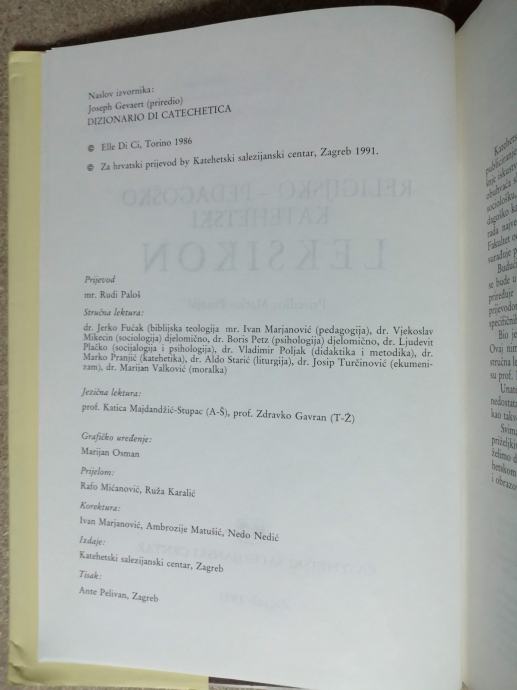 Naslov izvornika:
Joseph Gevaert (priredio)
DIZIONARIO DI CATECHETICA
© Elle Di Ci, Torino 1986
© Za hrvatski prijevod by Katehetski salezijanski centar, Zagreb 1991.
RELIGIJSKO – PEDAGOŠKO
KATEHETSKI
LEKSIKON
Prijevod
mr. Rudi Paloš
Stručna lektura:
dr. Jerko Fućak (biblijska teologija mr. Ivan Marjanović (pedagogija), dr. Vjekoslav
Mikecin (sociologija) djelomično, dr. Boris Petz (psihologija) djelomično, dr. Ljudevit
Plačko (socijalogija i psihologija), dr. Vladimir Poljak (didaktika i metodika), dr.
Marko Pranjić (katehetika), dr. Aldo Starić (liturgija), dr. Josip Turčinović (ekumeni-
zam), dr. Marijan Valković (moralka)
Jezična lektura:
prof. Katica Majdandžić-Stupac (A-Š), prof. Zdravko Gavran (T-Ž)
Grafičko uređenje:
Marijan Osman
Prijelom:
Rafo Mićanović, Ruža Karalić
Korektura:
Ivan Marjanović, Ambrozije Matušić, Nedo Nedić
Izdaje:
Katehetski salezijanski centar, Zagreb
Tisak:
Ante Pelivan, Zagreb